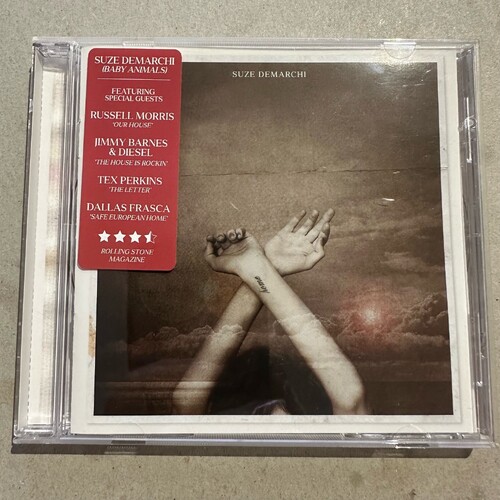 SUZE DEMARCHI
(BABY ANIMALS)
FEATURING
SPECIAL GUESTS
RUSSELL MORRIS
'OUR HOUSE'
JIMMY BARNES
& DIESEL
'THE HOUSE IS ROCKIN'
TEX PERKINS
'THE LETTER'
DALLAS FRASCA
'SAFE EUROPEAN HOME'
ROLLING STONE
MAGAZINE
SUZE DEMARCHI
home